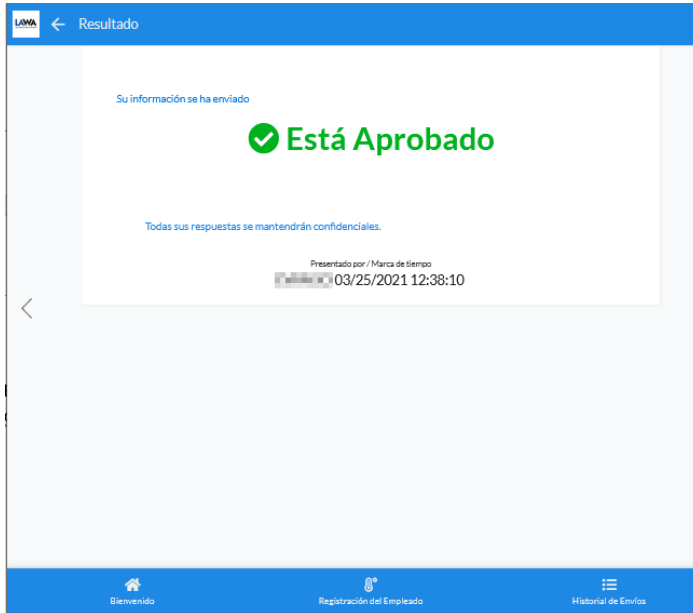 LAWA
Resultado
Su información se ha enviado
Está Aprobado
Todas sus respuestas se mantendrán confidenciales.
Presentado por / Marca de tiempo
03/25/2021 12:38:10
Bienvenido
Registración del Empleado
Historial de Envíos